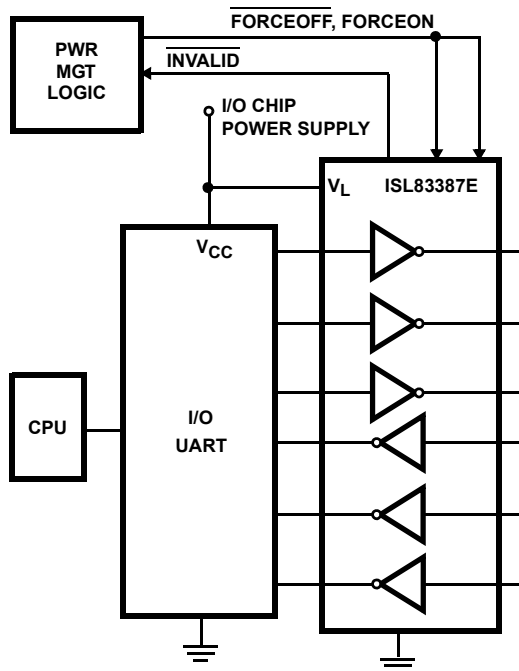 FORCEOFF, FORCEON
PWR
MGT
LOGIC
INVALID
I/O CHIP
POWER SUPPLY
VL
ISL83387E
VCC
CPU
I/O
UART